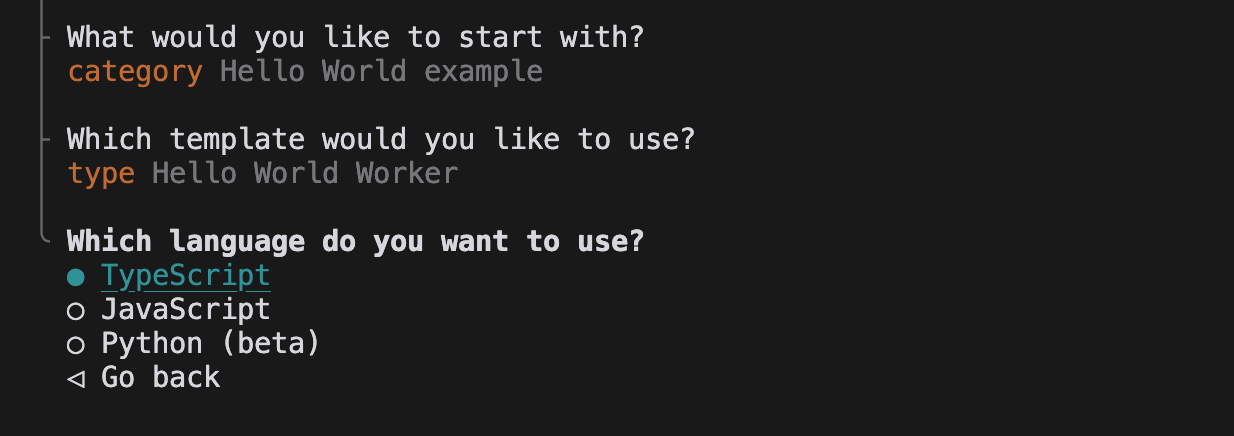 What would you like to start with?
category Hello World example
Which template would you like to use?
type Hello World Worker
Which language do you want to use?
● TypeScript
○ JavaScript
○ Python (beta)
◁ Go back